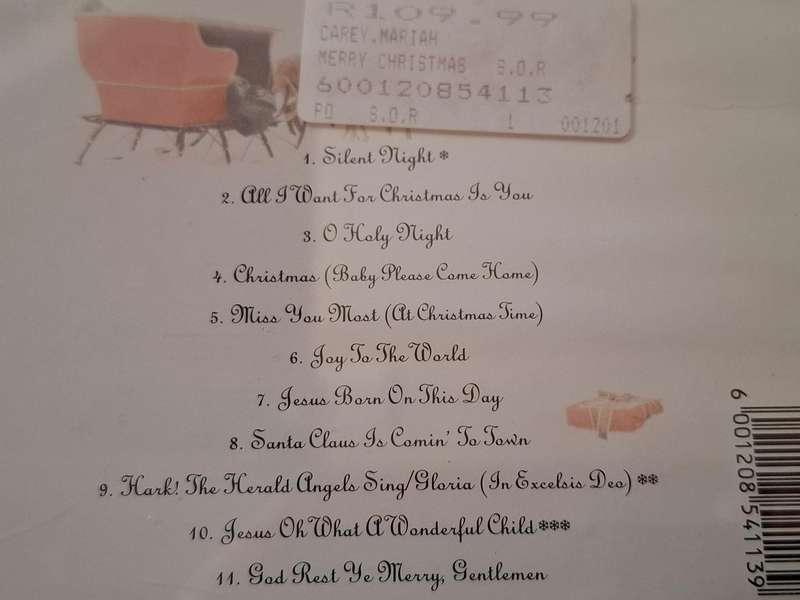 R109.99
CAREY.MARIAH
MERRY CHRISTMAS S.O.R
600120854113
PO S.O.R 1 001201
1. Silent Night *
2. All I Want For Christmas Is You
3. O Holy Night
4. Christmas (Baby Please Come Home)
5. Miss You Most (At Christmas Time)
6. Joy To The World
7. Jesus Born On This Day
8. Santa Claus Is Comin' To Town
9. Hark! The Herald Angels Sing/Gloria (In Excelsis Deo) **
10. Jesus Oh What A Wonderful Child ***
11. God Rest Ye Merry, Gentlemen
6 001208 541139